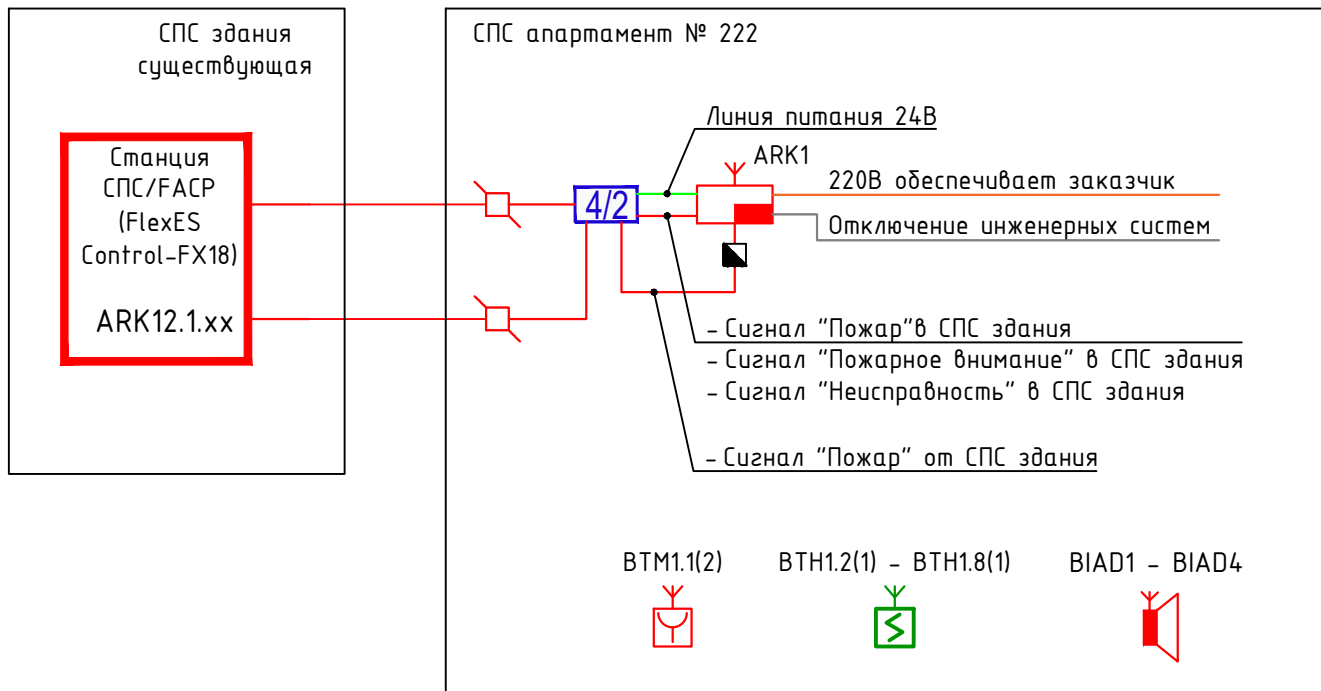 СПС здания
существующая
Станция
СПС/FACP
(FlexES
Control-FX18)
ARK12.1.xx
СПС апартамент № 222
Линия питания 24В
ARK1
4/2
220В обеспечивает заказчик
Отключение инженерных систем
- Сигнал "Пожар"в СПС здания
- Сигнал "Пожарное внимание" в СПС здания
- Сигнал "Неисправность" в СПС здания
- Сигнал "Пожар" от СПС здания
BTM1.1(2)
BTH1.2(1) - BTH1.8(1)
BIAD1 - BIAD4